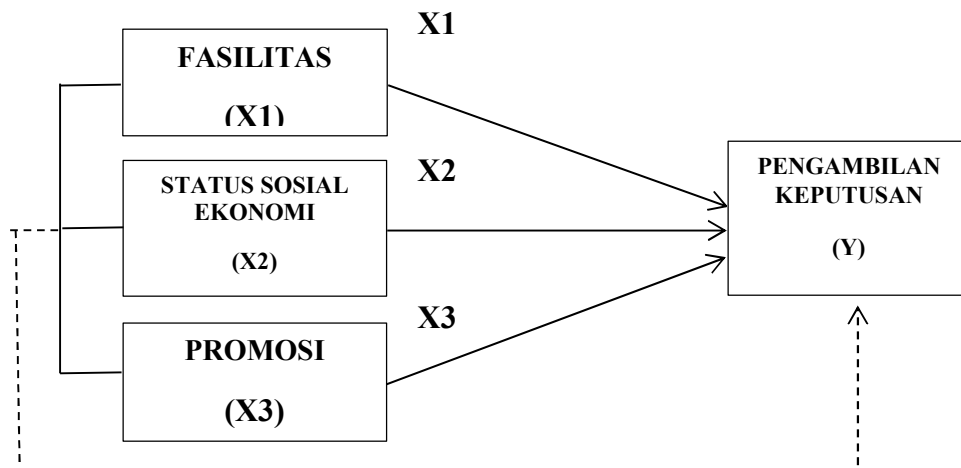 X1
FASILITAS
(X1)
X2
STATUS SOSIAL
EKONOMI
(X2)
PENGAMBILAN
KEPUTUSAN
(Y)
X3
PROMOSI
(X3)